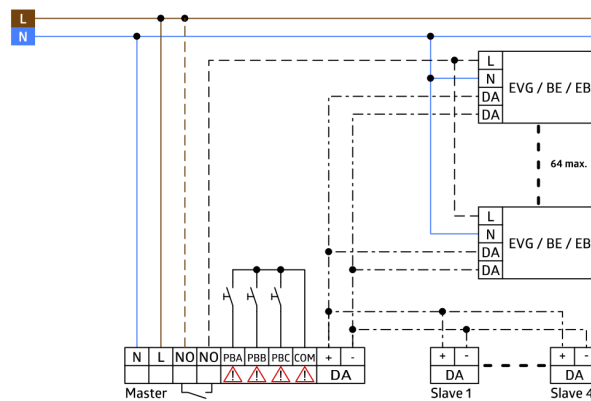 L
N
L
N
DA
DA
EVG / BE / EB
64 max.
L
N
DA
DA
EVG / BE / EB
N L NO NO PBA PBB PBC COM + -
DA
Master
+ -
DA
Slave 1
+ -
DA
Slave 4